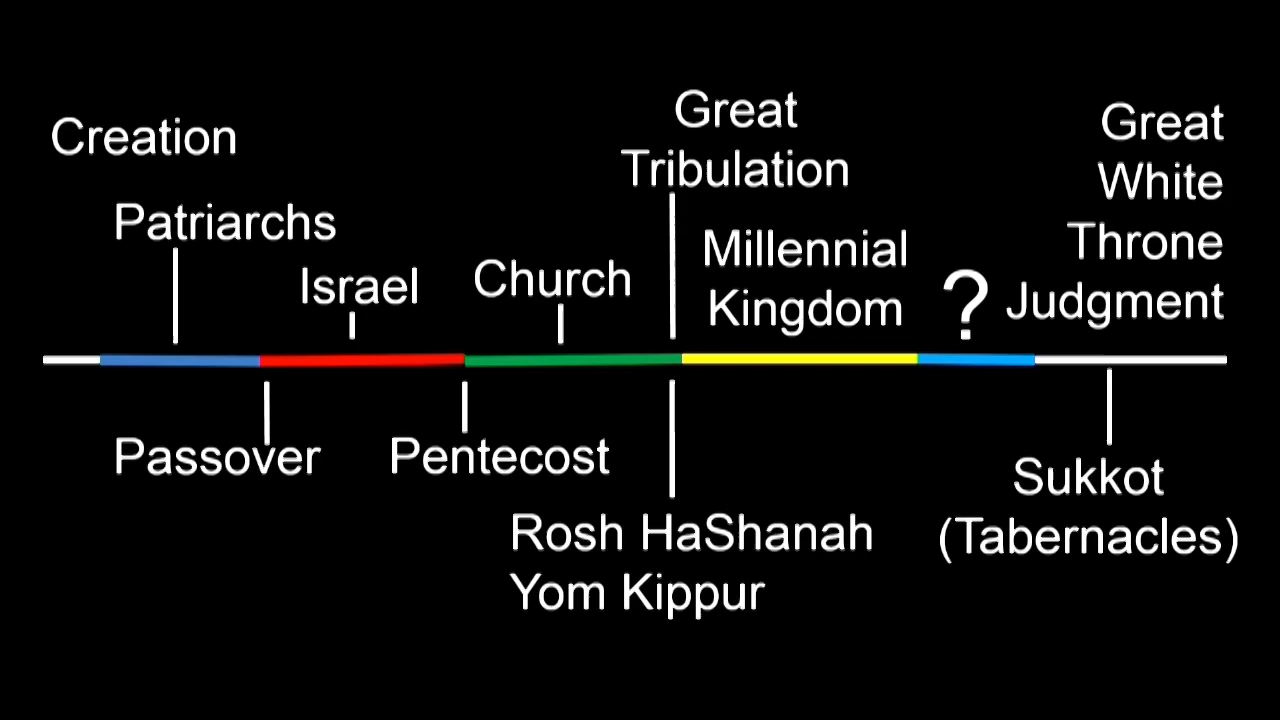 Creation
Patriarchs
Israel
Church
Great
Tribulation
Millennial
Kingdom
?
Great
White
Throne
Judgment
Passover
Pentecost
Rosh HaShanah
Yom Kippur
Sukkot
(Tabernacles)